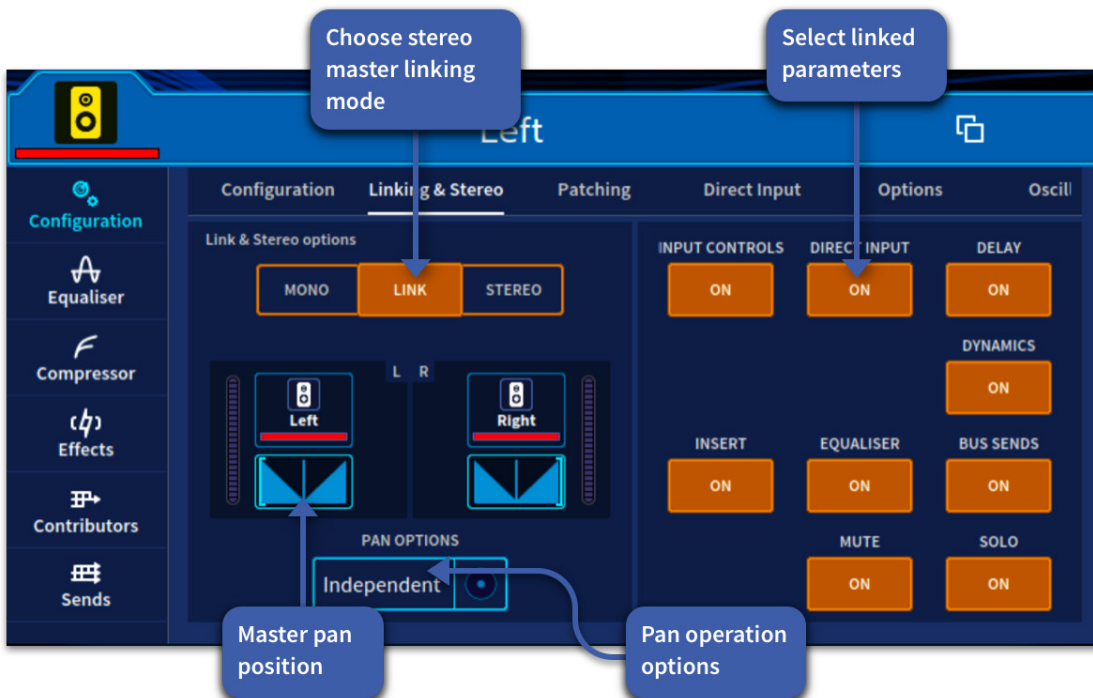 Choose stereo
master linking
mode
Select linked
parameters
Left
Configuration
Equaliser
Compressor
Effects
Contributors
Sends
Configuration Linking & Stereo Patching Direct Input Options Oscill
Link & Stereo options
MONO LINK STEREO
L R
Left Right
PAN OPTIONS
Independent
INPUT CONTROLS DIRECT INPUT DELAY
ON ON ON
DYNAMICS
ON
INSERT EQUALISER BUS SENDS
ON ON ON
MUTE SOLO
ON ON
Master pan
position
Pan operation
options